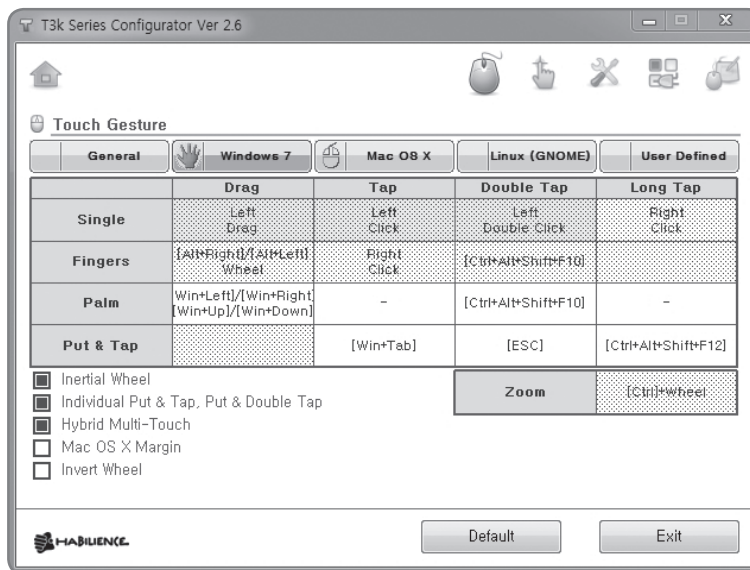 T3k Series Configurator Ver 2.6
Touch Gesture
General Windows 7 Mac OS X Linux (GNOME) User Defined
Drag Tap Double Tap Long Tap
Single
Left
Drag
Left
Click
Left
Double Click
Right
Click
Fingers
[Alt+Right]/[Alt+Left]
Wheel
Right
Click
[Ctrl+Alt+Shift+F10]
Palm
Win+Left]/[Win+Right]
[Win+Up]/[Win+Down]
-
[Ctrl+Alt+Shift+F10]
-
Put & Tap
[Win+Tab]
[ESC]
[Ctrl+Alt+Shift+F12]
Inertial Wheel
Individual Put & Tap, Put & Double Tap
Hybrid Multi-Touch
Mac OS X Margin
Invert Wheel
Zoom
[Ctrl]+Wheel
HABILIENCE
Default
Exit